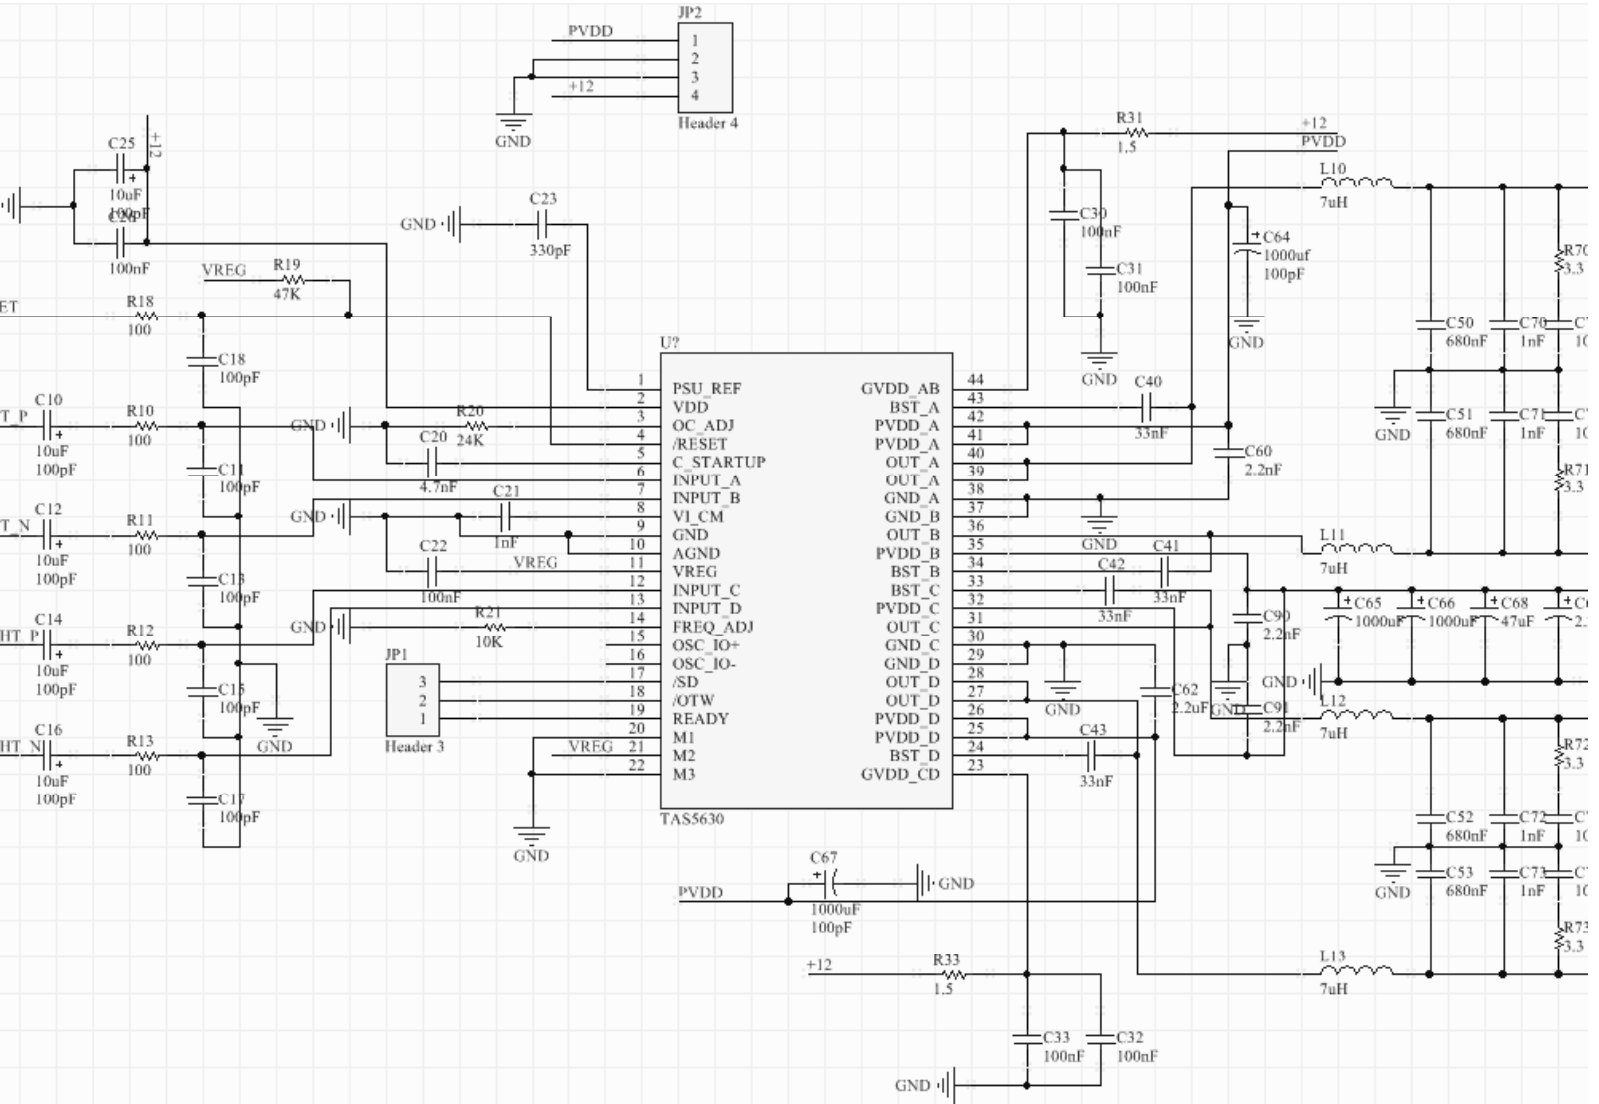 JP2
PVDD
1
2
3
+12
4
Header 4
GND
+12
C25
10uF
100pF
C26
100nF
GND
C23
330pF
VREG
R19
47K
ET
R18
100
C18
100pF
R31
1.5
+12
PVDD
L10
7uH
C30
100nF
C31
100nF
GND
C64
1000uf
100pF
GND
R70
3.3
C50
680nF
C70
1nF
C51
680nF
C71
1nF
GND
R71
3.3
U?
1 PSU_REF
2 VDD
3 OC_ADJ
4 /RESET
5 C_STARTUP
6 INPUT_A
7 INPUT_B
8 VI_CM
9 GND
10 AGND
11 VREG
12 INPUT_C
13 INPUT_D
14 FREQ_ADJ
15 OSC_IO+
16 OSC_IO-
17 /SD
18 /OTW
19 READY
20 M1
21 M2
22 M3
GVDD_AB 44
BST_A 43
PVDD_A 42
PVDD_A 41
OUT_A 40
OUT_A 39
GND_A 38
GND_B 37
OUT_B 36
PVDD_B 35
BST_B 34
BST_C 33
PVDD_C 32
OUT_C 31
GND_C 30
GND_D 29
OUT_D 28
OUT_D 27
PVDD_D 26
PVDD_D 25
BST_D 24
GVDD_CD 23
TAS5630
T_P
C10
10uF
100pF
R10
100
C11
100pF
GND
R20
24K
C20
4.7nF
T_N
C12
10uF
100pF
R11
100
C13
100pF
GND
C21
1nF
C22
100nF
VREG
HT_P
C14
10uF
100pF
R12
100
C15
100pF
GND
R21
10K
JP1
3
2
1
Header 3
GND
HT_N
C16
10uF
100pF
R13
100
C17
100pF
VREG
GND
C40
33nF
C60
2.2nF
GND
C41
33nF
C42
33nF
L11
7uH
C90
2.2nF
C65
1000uF
C66
1000uF
C68
47uF
GND
GND
C91
2.2nF
GND
C62
2.2uF
L12
7uH
C43
33nF
R72
3.3
C52
680nF
C72
1nF
C53
680nF
C73
1nF
GND
R73
3.3
L13
7uH
PVDD
C67
1000uF
100pF
GND
+12
R33
1.5
C33
100nF
C32
100nF
GND